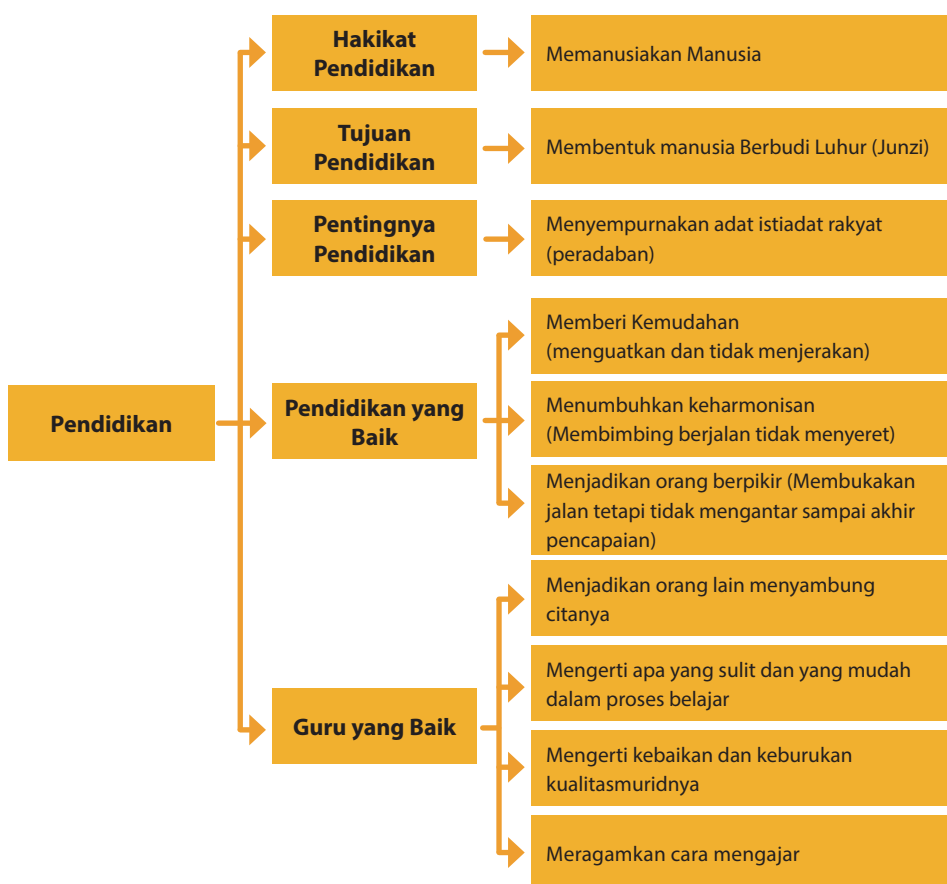 Hakikat
Pendidikan
Memanusiakan Manusia
Tujuan
Pendidikan
Membentuk manusia Berbudi Luhur (Junzi)
Pentingnya
Pendidikan
Menyempurnakan adat istiadat rakyat
(peradaban)
Pendidikan
Pendidikan yang
Baik
Memberi Kemudahan
(menguatkan dan tidak menjerakan)
Menumbuhkan keharmonisan
(Membimbing berjalan tidak menyeret)
Menjadikan orang berpikir (Membukakan
jalan tetapi tidak mengantar sampai akhir
pencapaian)
Guru yang Baik
Menjadikan orang lain menyambung
citanya
Mengerti apa yang sulit dan yang mudah
dalam proses belajar
Mengerti kebaikan dan keburukan
kualitasmuridnya
Meragamkan cara mengajar